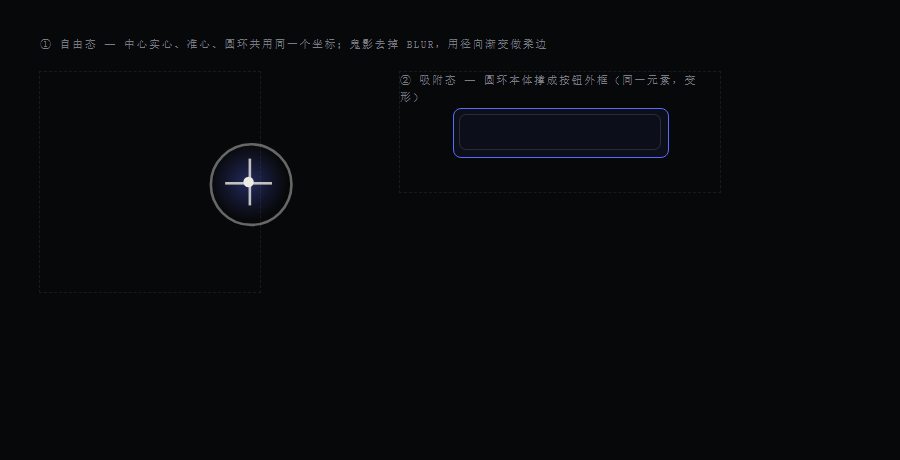 ① 自由态 — 中心实心、准心、圆环共用同一个坐标；鬼影去掉 BLUR，用径向渐变做柔边
② 吸附态 — 圆环本体撑成按钮外框（同一元素，变
形）